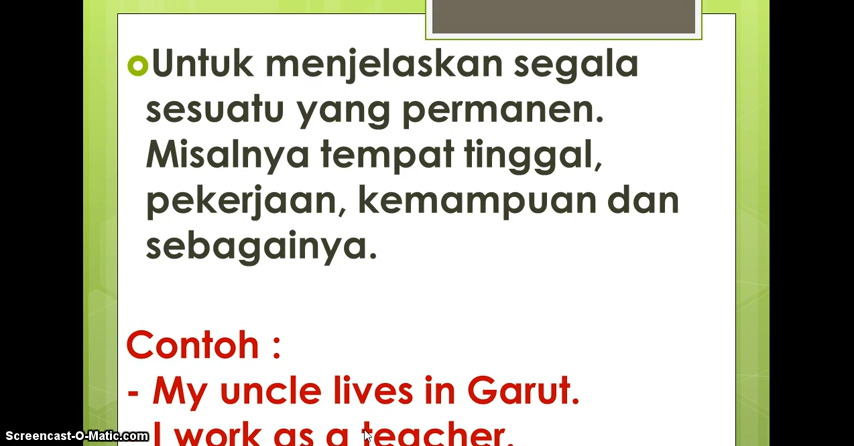 Untuk menjelaskan segala
sesuatu yang permanen.
Misalnya tempat tinggal,
pekerjaan, kemampuan dan
sebagainya.
Contoh :
- My uncle lives in Garut.
- I work as a teacher.
Screencast-O-Matic.com